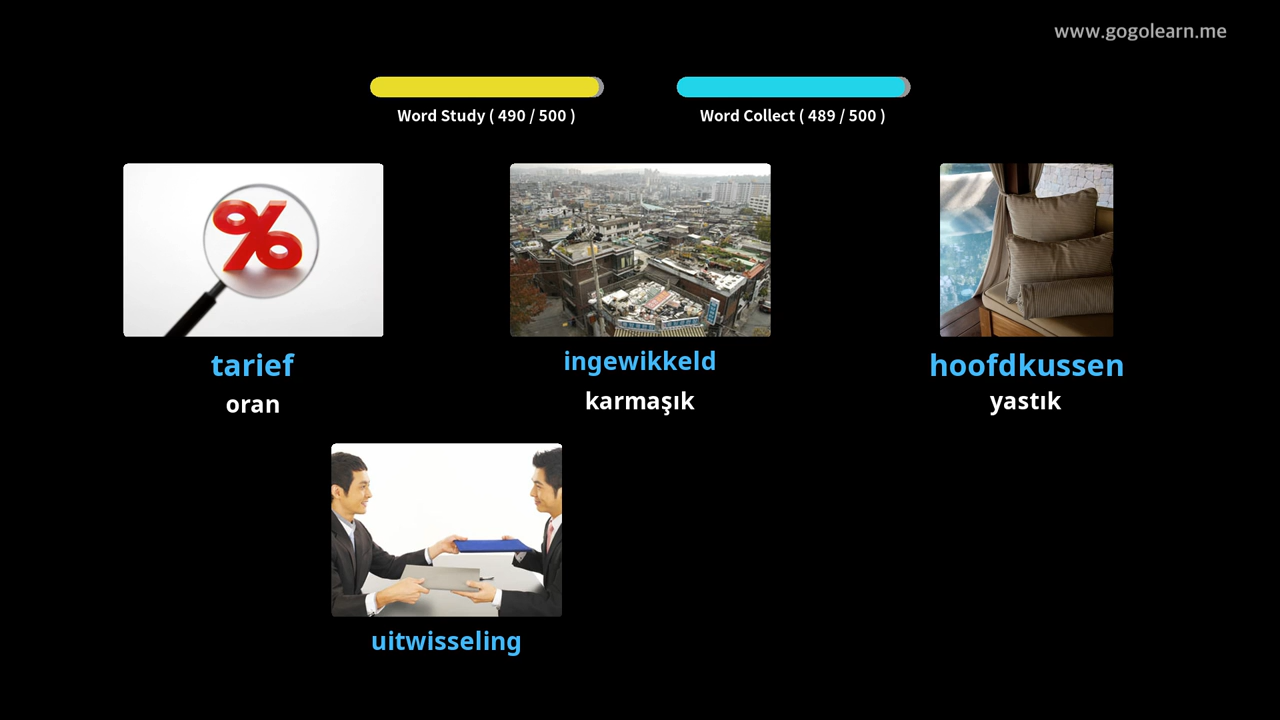 www.gogolearn.me
Word Study ( 490 / 500 )
Word Collect ( 489 / 500 )
%
tarief
oran
ingewikkeld
karmaşık
hoofdkussen
yastık
uitwisseling